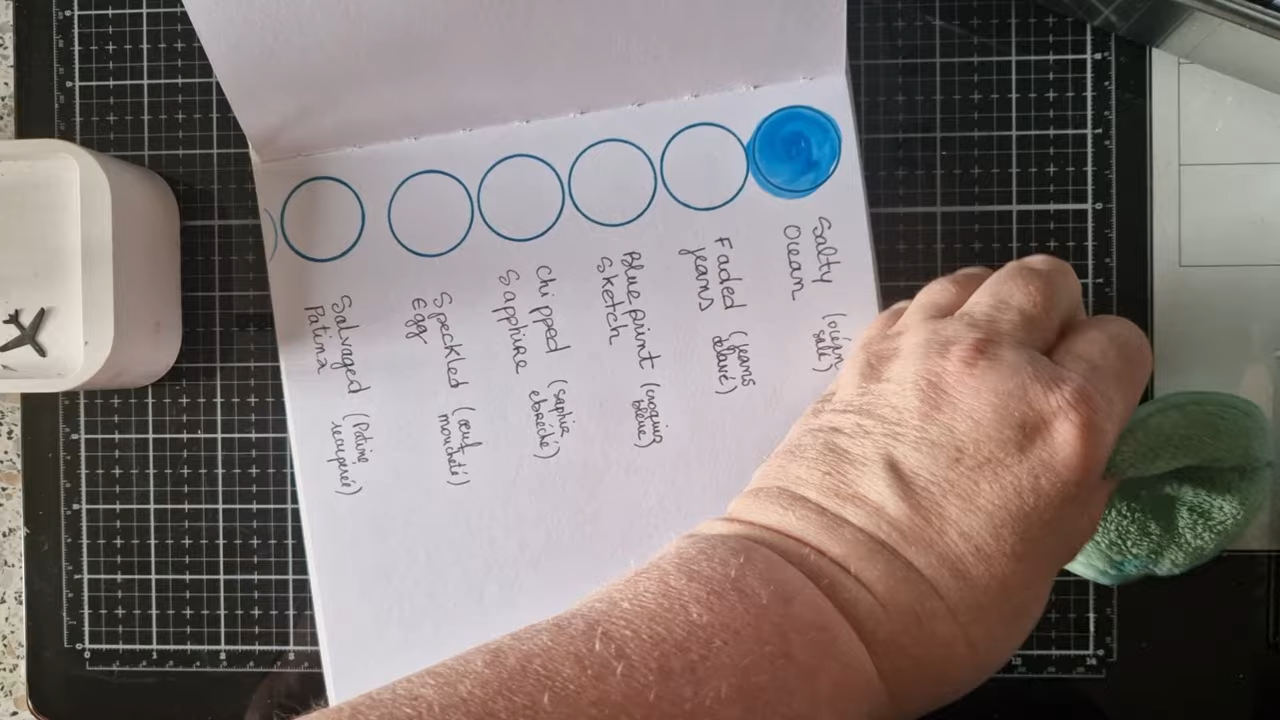 Salty (océan
Ocean salé)
Faded (jeans
jeans délavé)
Blueprint (croquis
Sketch bleue)
Chipped (saphir
Sapphire ebréché)
Speckled (œuf
Egg moucheté)
Salvaged (Patine
Patina récupérée)